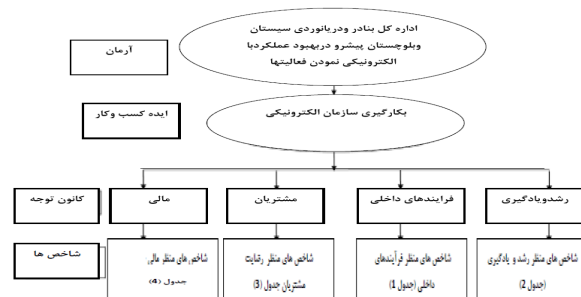 اداره کل بنادر ودریانوردی سیستان
وبلوچستان پیشرو دربهبود عملکردبا
الکترونیکی نمودن فعالیتها
آرمان
بکارگیری سازمان الکترونیکی
ایده کسب وکار
رشدویادگیری
فرایندهای داخلی
مشتریان
مالی
کانون توجه
شاخص های منظر رشد و یادگیری
(جدول 2)
شاخص های منظر فرآیندهای
داخلی (جدول 1)
شاخص های منظر رضایت
مشتریان جدول (3)
شاخص های منظر مالی
جدول (4)
شاخص ها